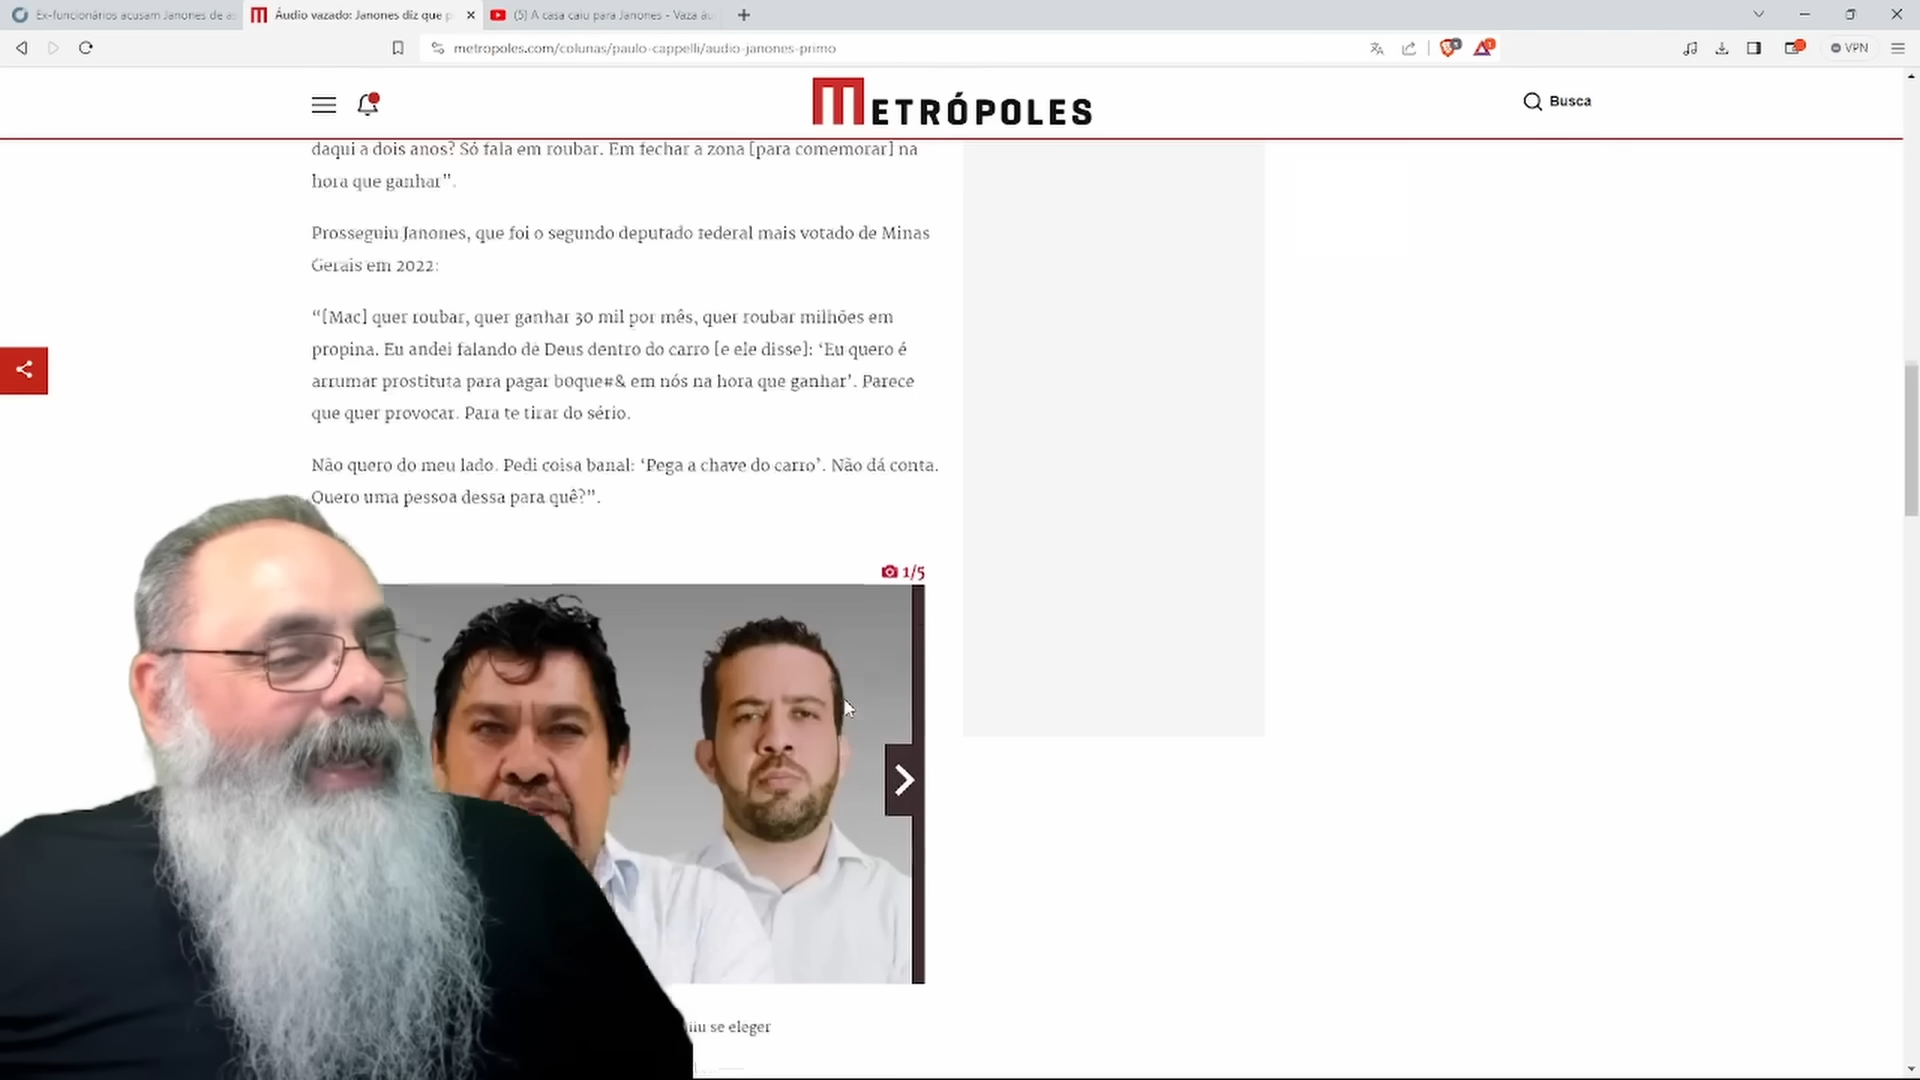 Ex-funcionários acusam Janones de
Áudio vazado: Janones diz que
(5) A casa caiu para Janones - Vaza áu
metropoles.com/colunas/paulo-cappelli/audio-janones-primo
VPN
METRÓPOLES
Busca
daqui a dois anos? Só fala em roubar. Em fechar a zona [para comemorar] na
hora que ganhar”.
Prosseguiu Janones, que foi o segundo deputado federal mais votado de Minas
Gerais em 2022:
“[Mac] quer roubar, quer ganhar 30 mil por mês, quer roubar milhões em
propina. Eu andei falando de Deus dentro do carro [e ele disse]: ‘Eu quero é
arrumar prostituta para pagar b0que#& em nós na hora que ganhar’. Parece
que quer provocar. Para te tirar do sério.
Não quero do meu lado. Pedi coisa banal: ‘Pega a chave do carro’. Não dá conta.
Quero uma pessoa dessa para quê?”.
1/5
se eleger